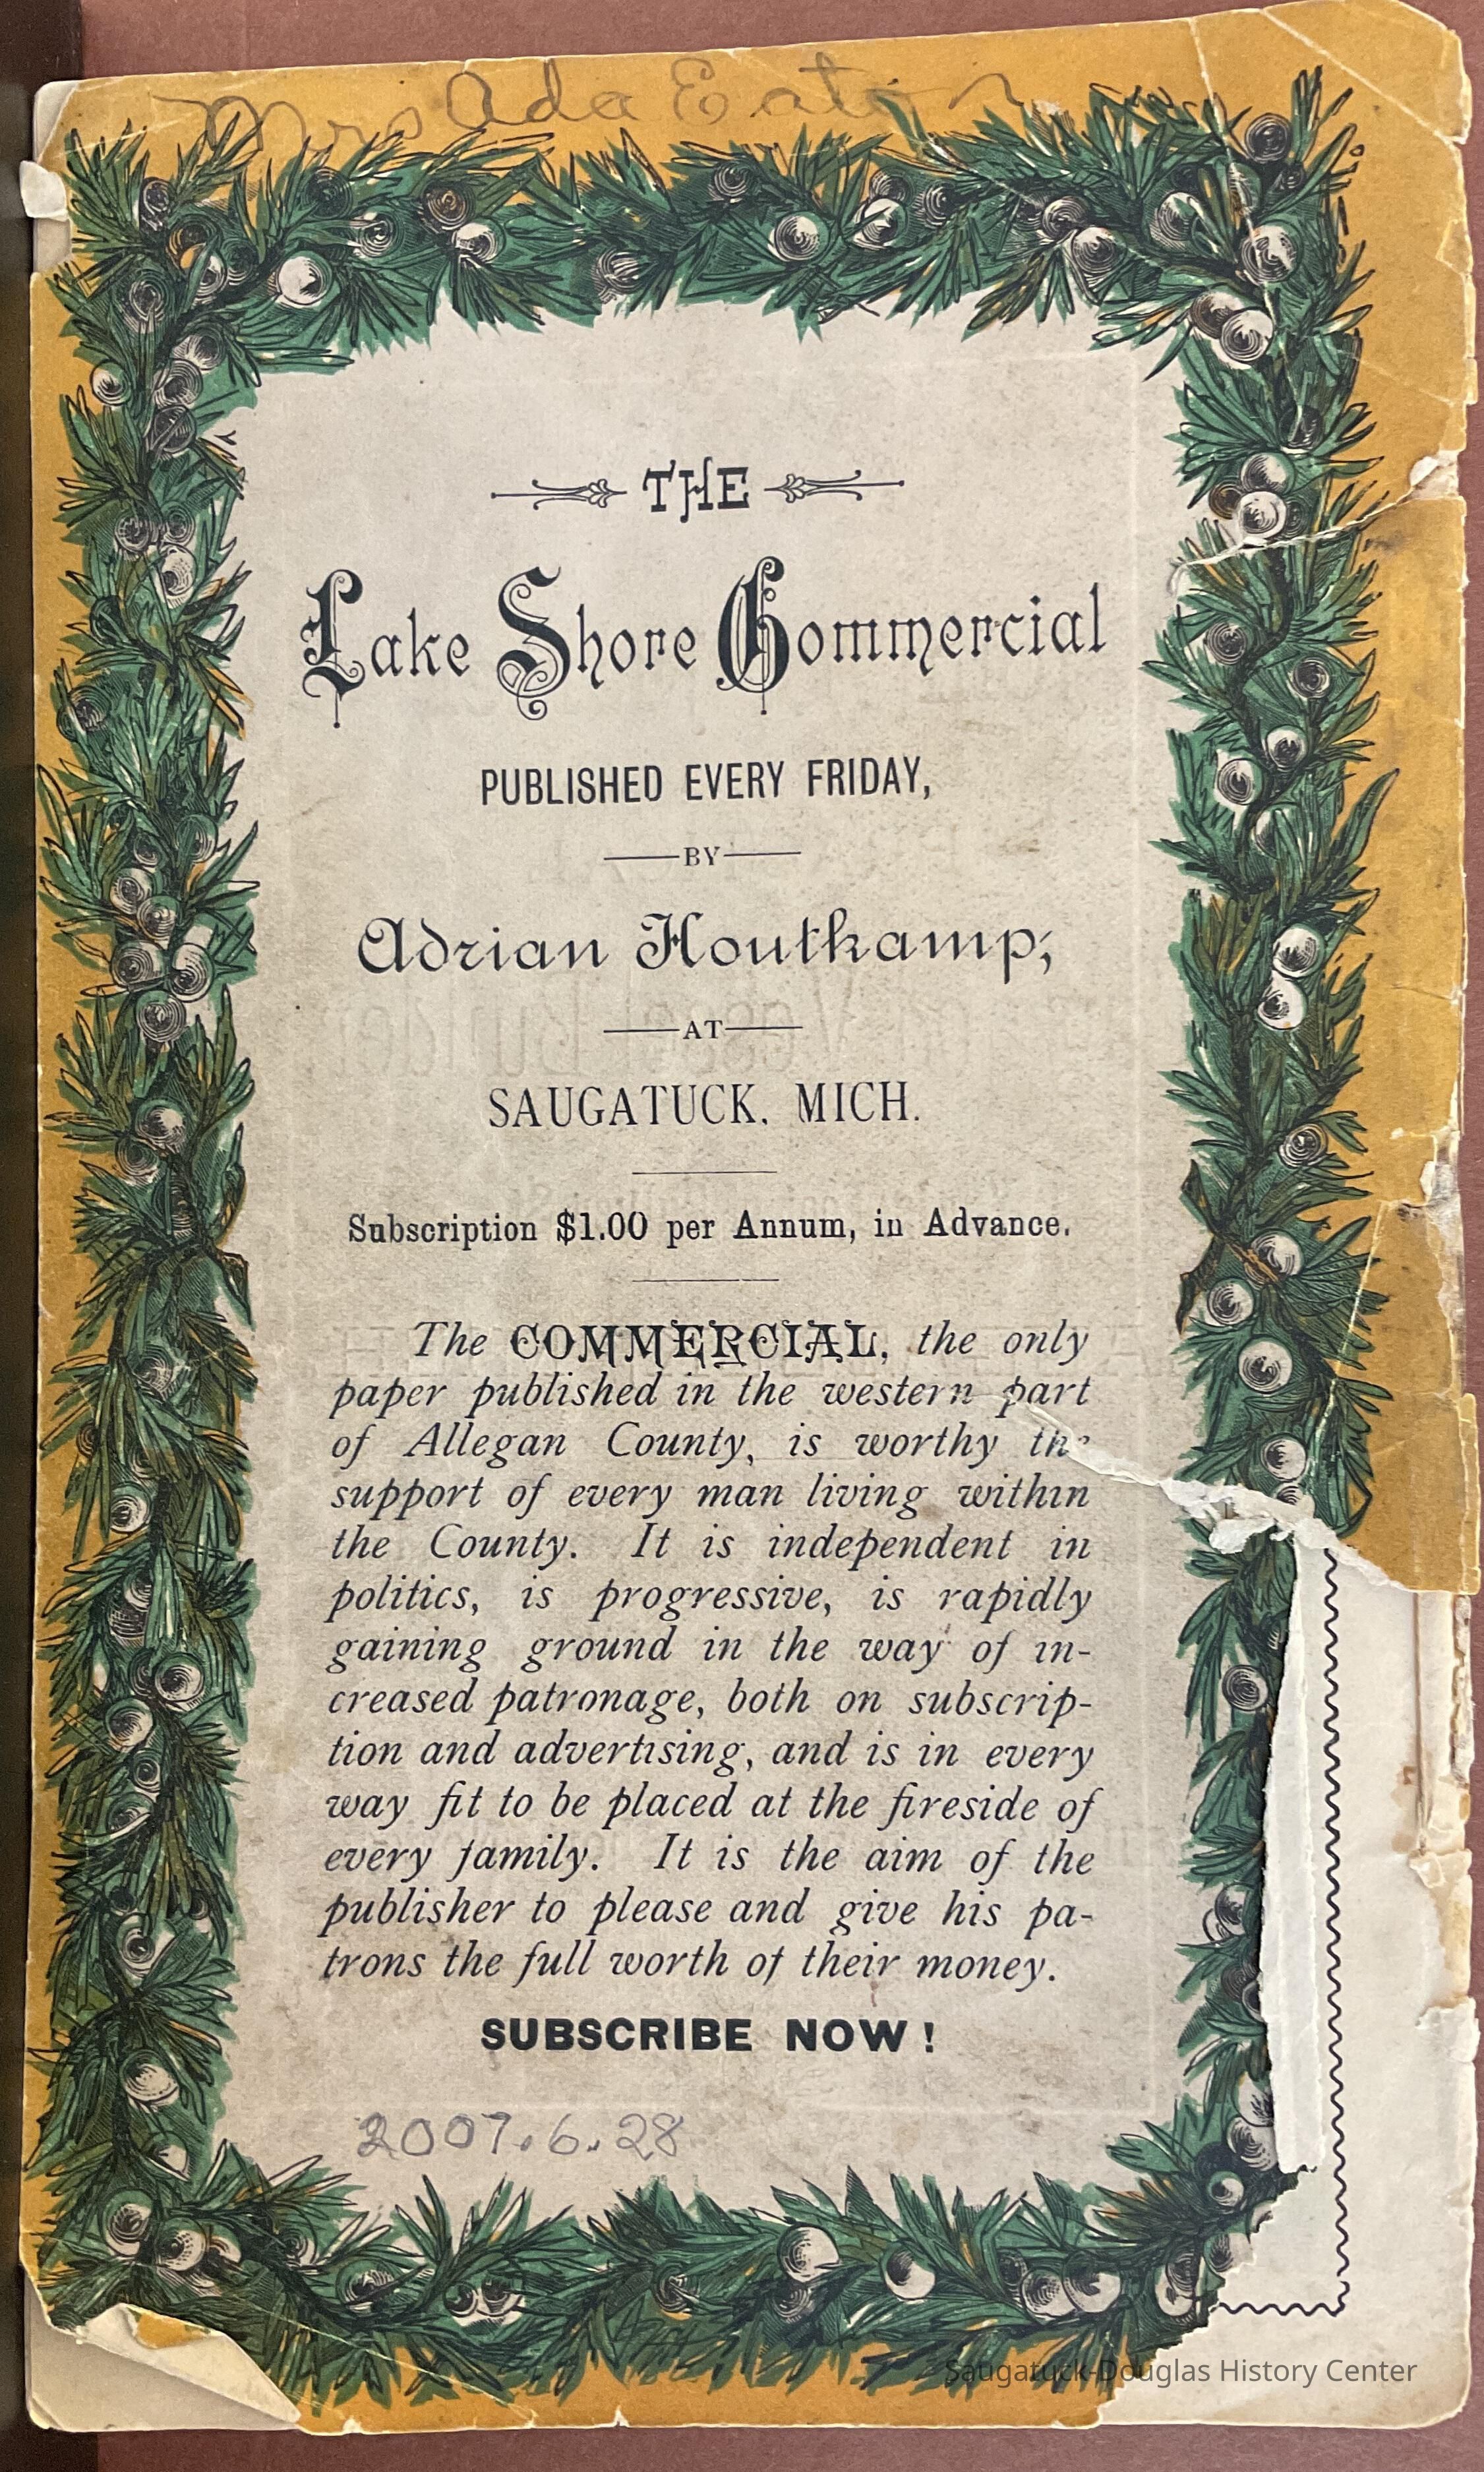 Mrs Ada Eaton
THE
Lake Shore Commercial
PUBLISHED EVERY FRIDAY,
BY
Adrian Houtkamp,
AT
SAUGATUCK, MICH.
Subscription $1.00 per Annum, in Advance.
The COMMERCIAL, the only
paper published in the western part
of Allegan County, is worthy the
support of every man living within
the County. It is independent in
politics, is progressive, is rapidly
gaining ground in the way of in-
creased patronage, both on subscrip-
tion and advertising, and is in every
way fit to be placed at the fireside of
every family. It is the aim of the
publisher to please and give his pa-
trons the full worth of their money.
SUBSCRIBE NOW!
2007.6.28
Saugatuck-Douglas History Center